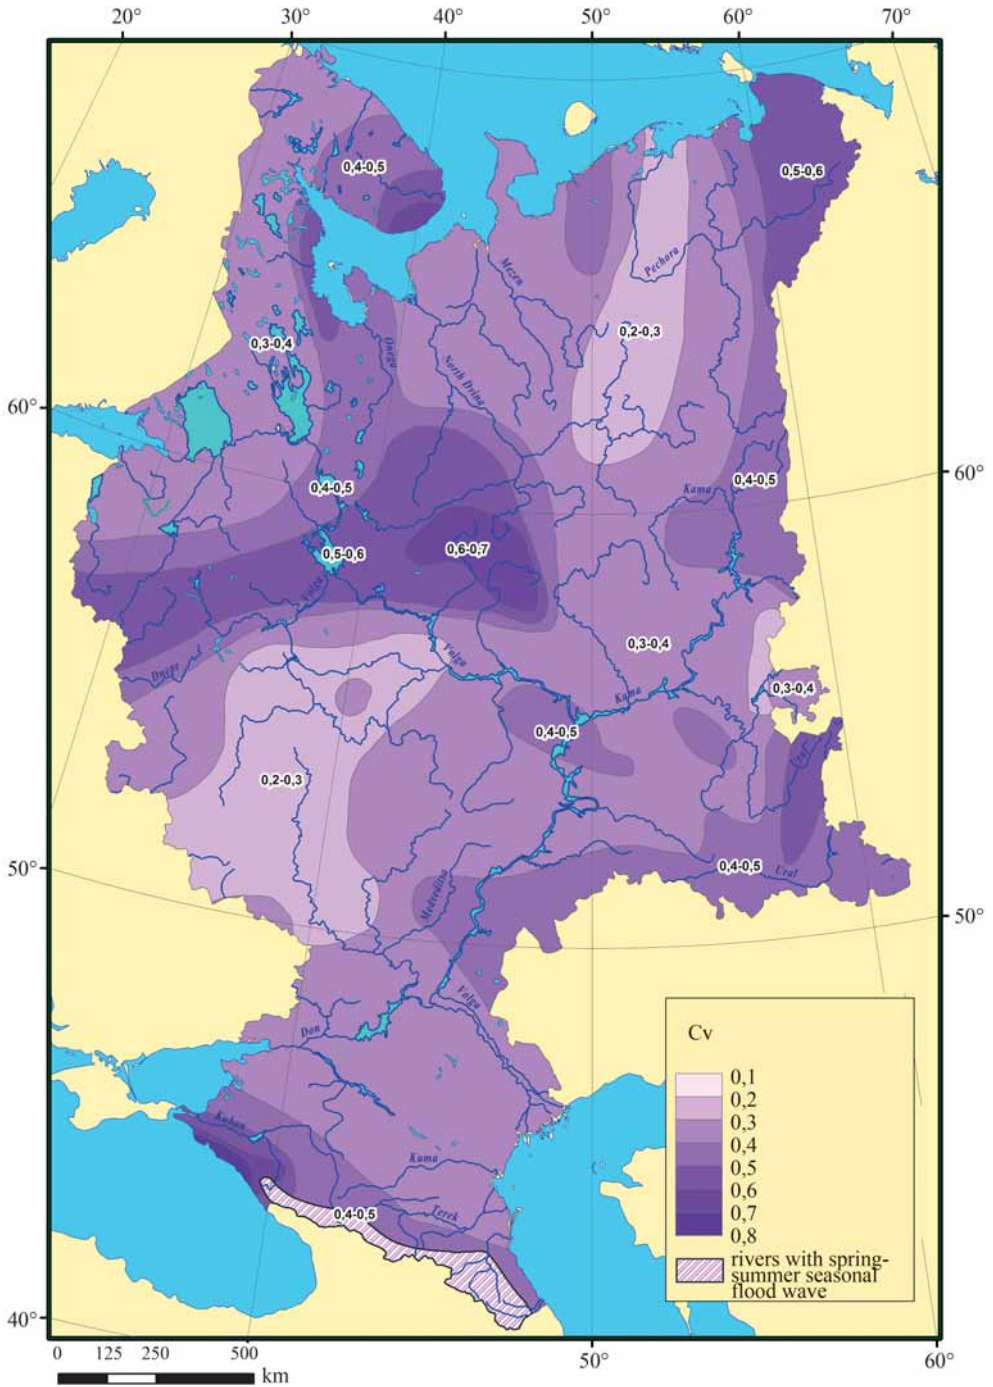 20° 30° 40° 50° 60° 70°
0,4-0,5
0,5-0,6
Mezen
Pechora
0,2-0,3
0,3-0,4
Onega
North Drina
60°
60°
0,4-0,5
0,4-0,5
Kama
0,5-0,6
0,6-0,7
Volga
0,3-0,4
Dnepr
Volga
0,3-0,4
Kama
0,4-0,5
Ural
0,2-0,3
50°
0,4-0,5
Ural
Medveditsa
50°
Volga
Don
Cv
0,1
0,2
0,3
0,4
0,5
0,6
0,7
0,8
Kuban
Kuma
0,4-0,5
Terek
rivers with spring-
summer seasonal
flood wave
40°
0 125 250 500
km
50° 60°